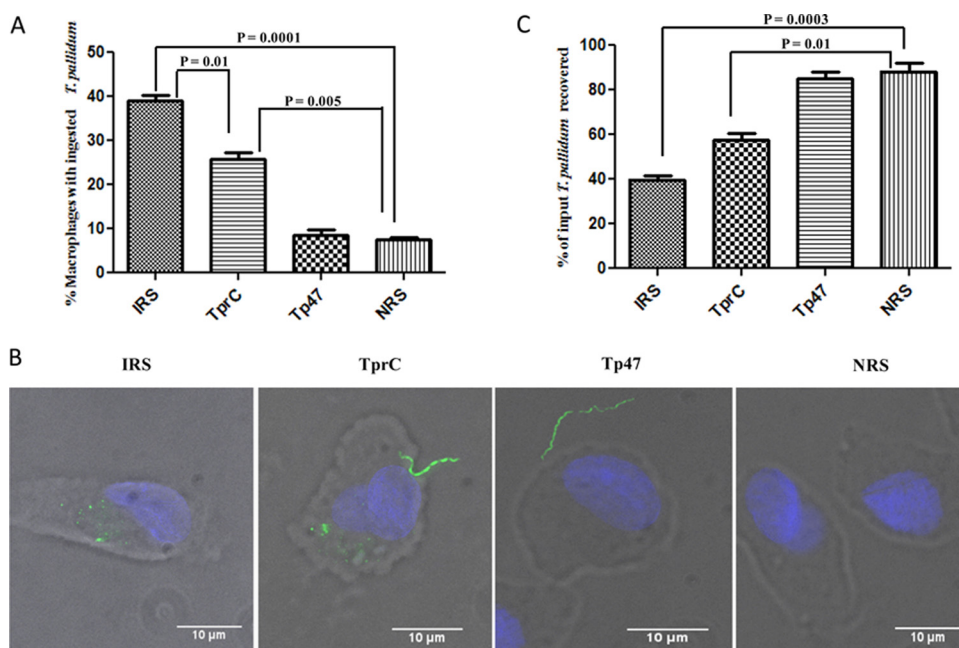 A
P = 0.0001
P = 0.01
P = 0.005
% Macrophages with ingested T. pallidum
50
40
30
20
10
0
IRS
TprC
Tp47
NRS
C
P = 0.0003
P = 0.01
% of input T. pallidum recovered
100
80
60
40
20
0
IRS
TprC
Tp47
NRS
B
IRS
TprC
Tp47
NRS
10 µm
10 µm
10 µm
10 µm